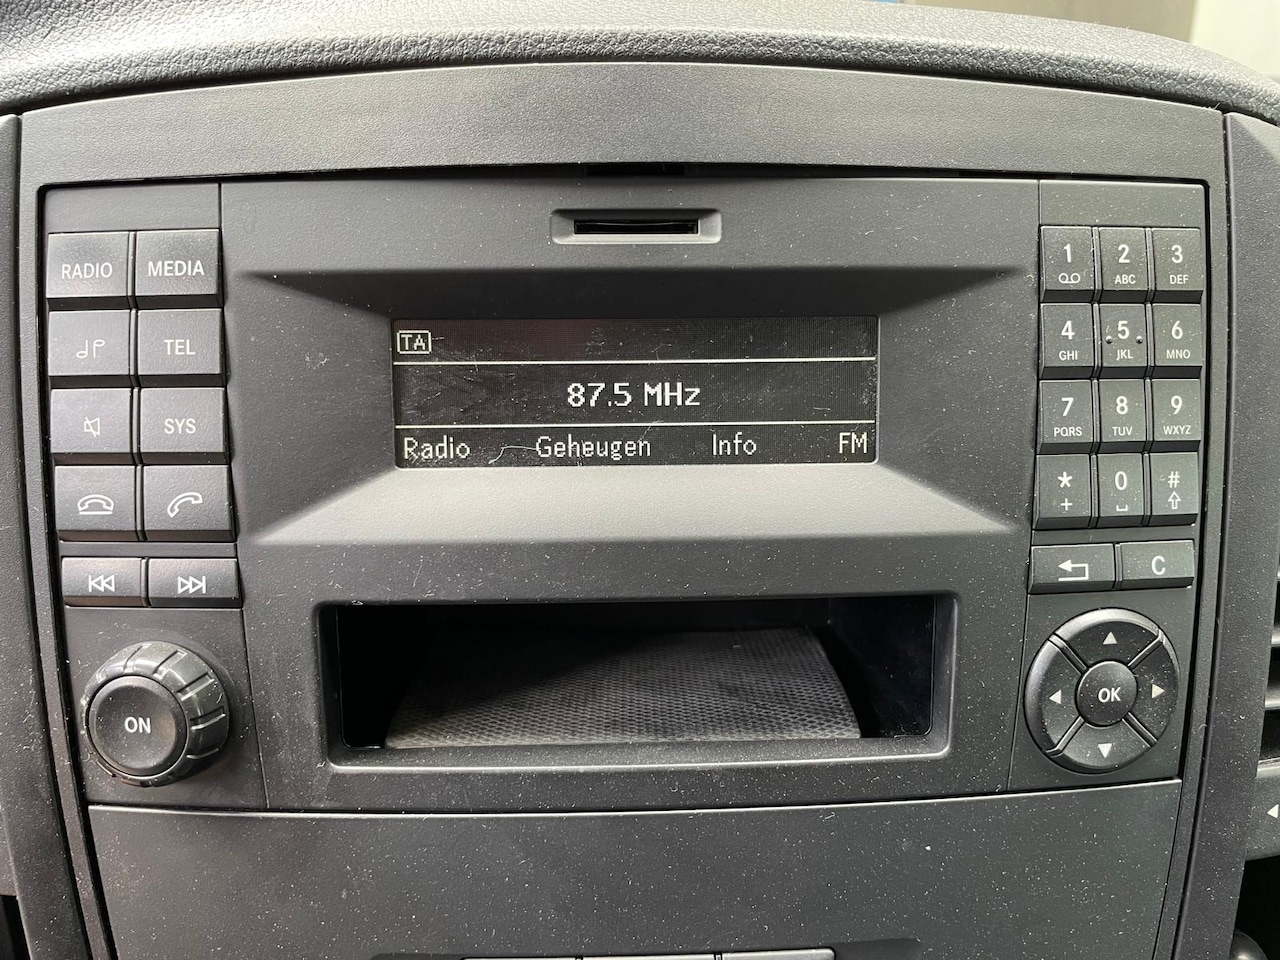 RADIO MEDIA
TEL
SYS
ON
TA
87.5 MHz
Radio Geheugen Info FM
1 2 3
ABC DEF
4 5 6
GHI JKL MNO
7 8 9
PQRS TUV WXYZ
* 0 #
+ ␣
C
OK